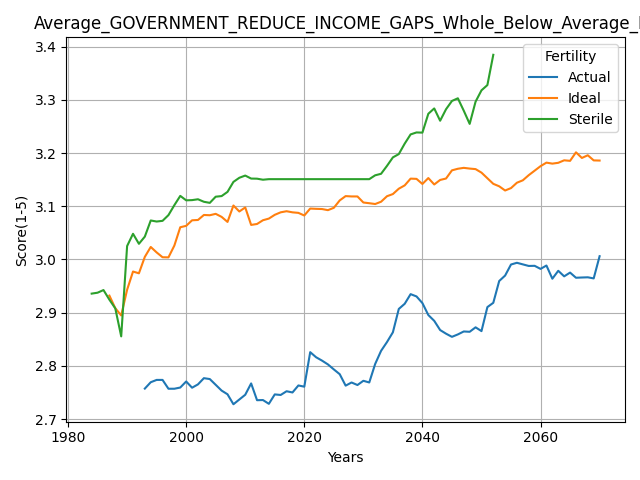 Average_GOVERNMENT_REDUCE_INCOME_GAPS_Whole_Below_Average_
3.4
3.3
3.2
3.1
3.0
2.9
2.8
2.7
Score(1-5)
1980
2000
2020
2040
2060
Years
Fertility
Actual
Ideal
Sterile